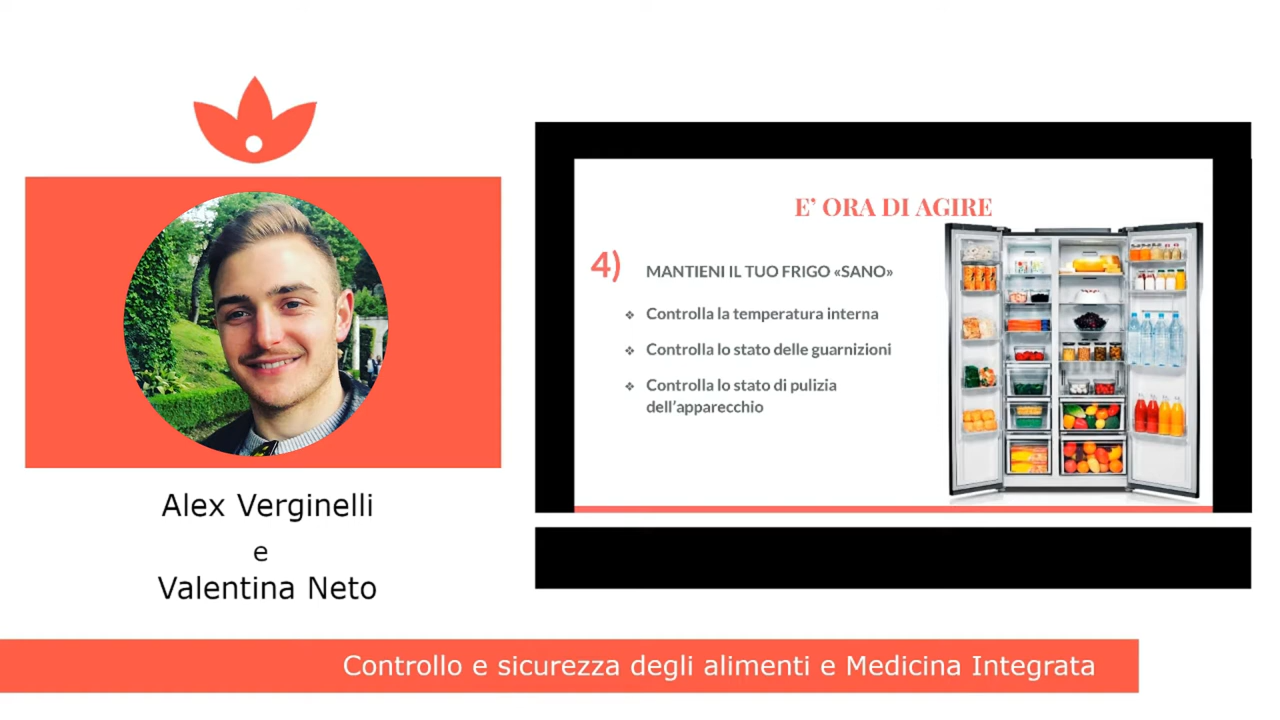 Alex Verginelli
e
Valentina Neto
E' ORA DI AGIRE
4) MANTIENI IL TUO FRIGO «SANO»
❖ Controlla la temperatura interna
❖ Controlla lo stato delle guarnizioni
❖ Controlla lo stato di pulizia
dell'apparecchio
Controllo e sicurezza degli alimenti e Medicina Integrata